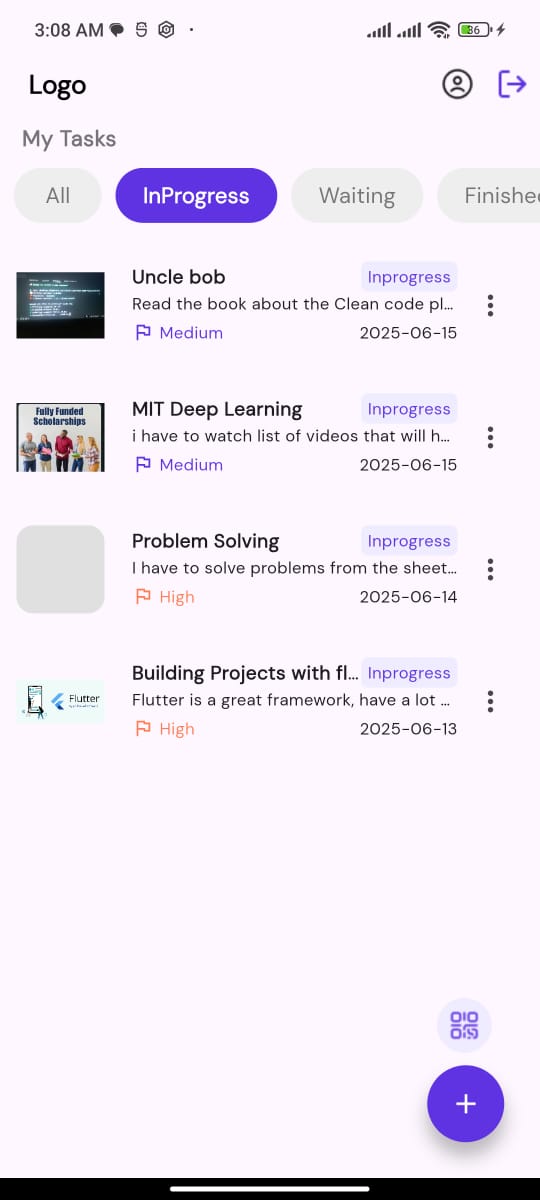 3:08 AM
86
Logo
My Tasks
All
InProgress
Waiting
Finishe
Uncle bob
Inprogress
Read the book about the Clean code pl...
Medium
2025-06-15
Fully Funded
Scholarships
MIT Deep Learning
Inprogress
i have to watch list of videos that will h...
Medium
2025-06-15
Problem Solving
Inprogress
I have to solve problems from the sheet...
High
2025-06-14
Flutter
Building Projects with fl...
Inprogress
Flutter is a great framework, have a lot ...
High
2025-06-13